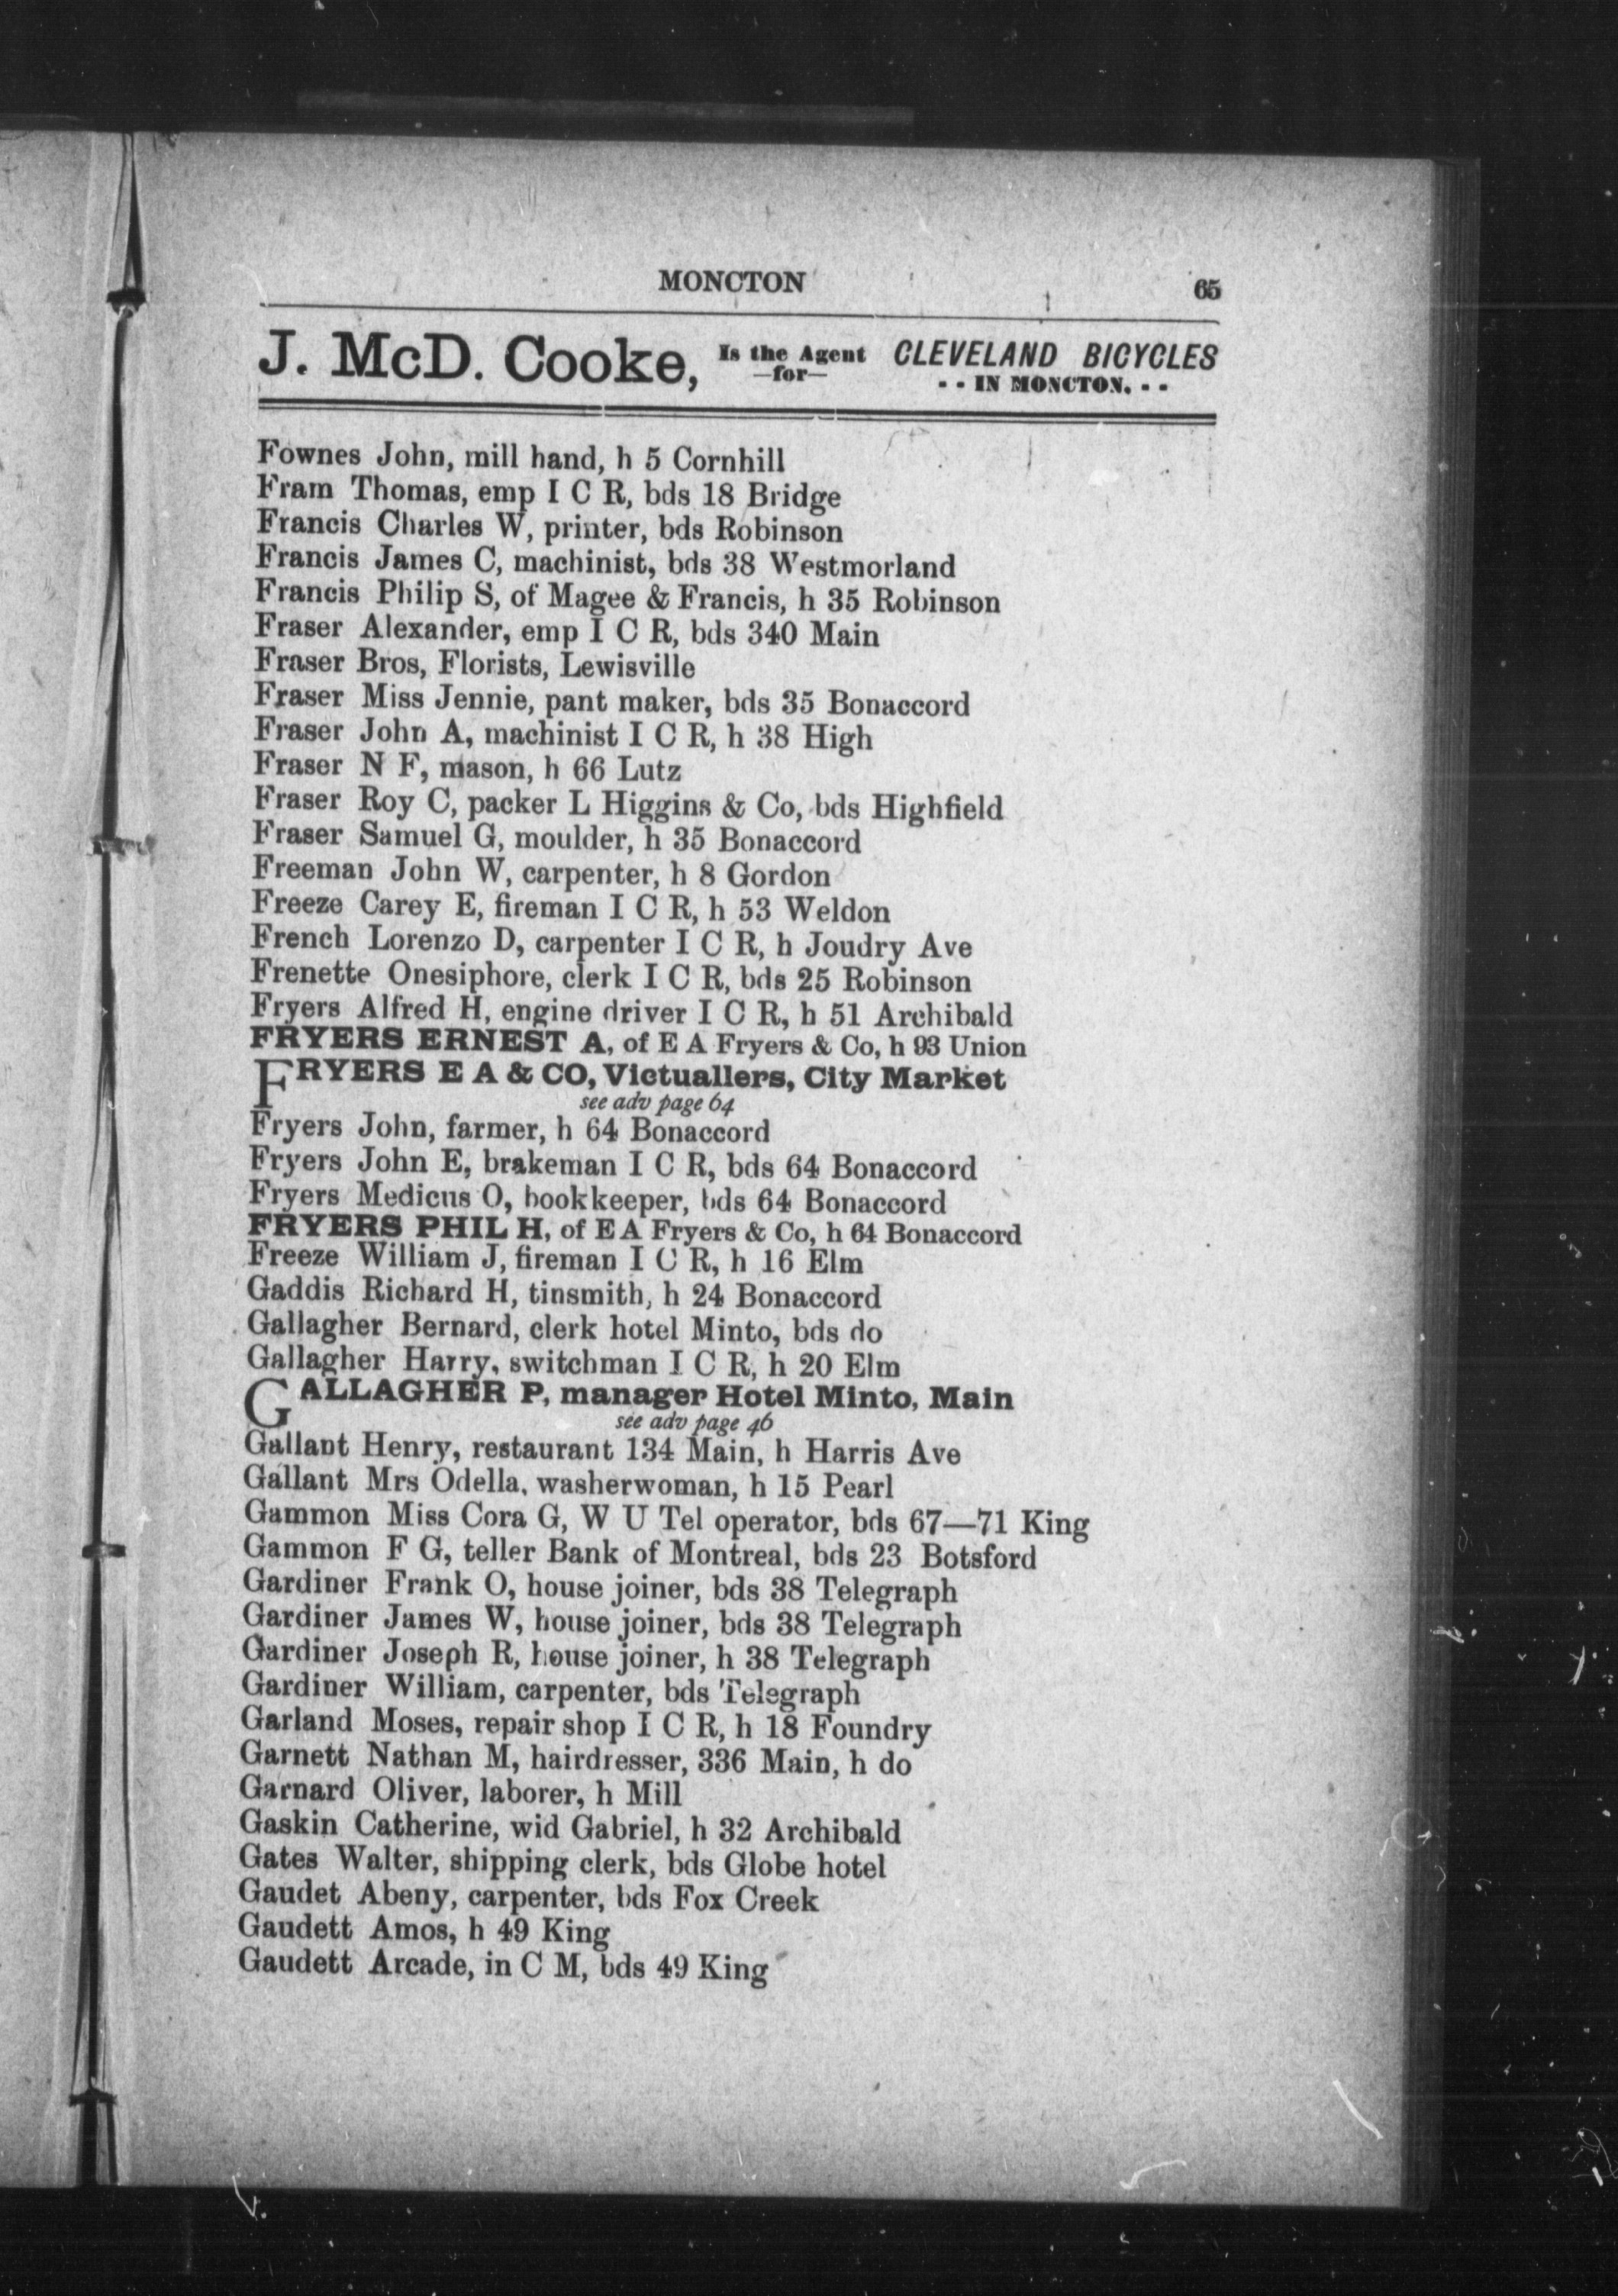 MONCTON 65
J. McD. Cooke, Is the Agent CLEVELAND BICYCLES
—for— - - IN MONCTON. - -
Fownes John, mill hand, h 5 Cornhill
Fram Thomas, emp I C R, bds 18 Bridge
Francis Charles W, printer, bds Robinson
Francis James C, machinist, bds 38 Westmorland
Francis Philip S, of Magee & Francis, h 35 Robinson
Fraser Alexander, emp I C R, bds 340 Main
Fraser Bros, Florists, Lewisville
Fraser Miss Jennie, pant maker, bds 35 Bonaccord
Fraser John A, machinist I C R, h 38 High
Fraser N F, mason, h 66 Lutz
Fraser Roy C, packer L Higgins & Co, bds Highfield
Fraser Samuel G, moulder, h 35 Bonaccord
Freeman John W, carpenter, h 8 Gordon
Freeze Carey E, fireman I C R, h 53 Weldon
French Lorenzo D, carpenter I C R, h Joudry Ave
Frenette Onesiphore, clerk I C R, bds 25 Robinson
Fryers Alfred H, engine driver I C R, h 51 Archibald
FRYERS ERNEST A, of E A Fryers & Co, h 93 Union
FRYERS E A & CO, Victuallers, City Market
see adv page 64
Fryers John, farmer, h 64 Bonaccord
Fryers John E, brakeman I C R, bds 64 Bonaccord
Fryers Medicus O, bookkeeper, bds 64 Bonaccord
FRYERS PHIL H, of E A Fryers & Co, h 64 Bonaccord
Freeze William J, fireman I C R, h 16 Elm
Gaddis Richard H, tinsmith, h 24 Bonaccord
Gallagher Bernard, clerk hotel Minto, bds do
Gallagher Harry, switchman I C R, h 20 Elm
GALLAGHER P, manager Hotel Minto, Main
see adv page 46
Gallant Henry, restaurant 134 Main, h Harris Ave
Gallant Mrs Odella, washerwoman, h 15 Pearl
Gammon Miss Cora G, W U Tel operator, bds 67—71 King
Gammon F G, teller Bank of Montreal, bds 23 Botsford
Gardiner Frank O, house joiner, bds 38 Telegraph
Gardiner James W, house joiner, bds 38 Telegraph
Gardiner Joseph R, house joiner, h 38 Telegraph
Gardiner William, carpenter, bds Telegraph
Garland Moses, repair shop I C R, h 18 Foundry
Garnett Nathan M, hairdresser, 336 Main, h do
Garnard Oliver, laborer, h Mill
Gaskin Catherine, wid Gabriel, h 32 Archibald
Gates Walter, shipping clerk, bds Globe hotel
Gaudet Abeny, carpenter, bds Fox Creek
Gaudett Amos, h 49 King
Gaudett Arcade, in C M, bds 49 King